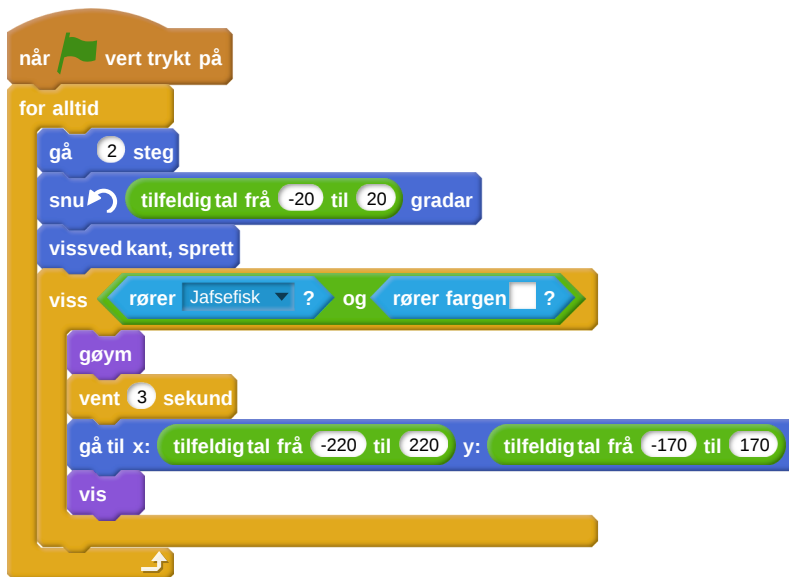 når vert trykt på
for alltid
gå 2 steg
snu tilfeldig tal frå -20 til 20 gradar
vissved kant, sprett
viss rører Jafsefisk ? og rører fargen ?
gøym
vent 3 sekund
gå til x: tilfeldig tal frå -220 til 220 y: tilfeldig tal frå -170 til 170
vis